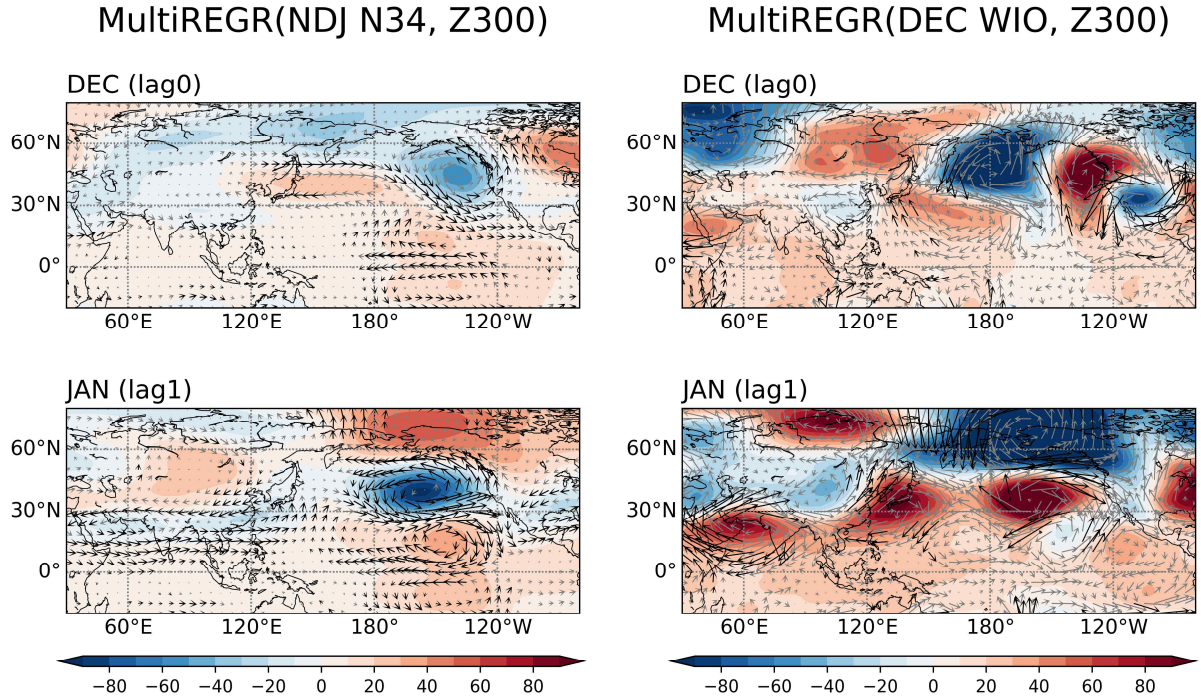 MultiREGR(NDJ N34, Z300)
MultiREGR(DEC WIO, Z300)
DEC (lag0)
60°N
30°N
0°
60°E 120°E 180° 120°W
DEC (lag0)
60°N
30°N
0°
60°E 120°E 180° 120°W
JAN (lag1)
60°N
30°N
0°
60°E 120°E 180° 120°W
JAN (lag1)
60°N
30°N
0°
60°E 120°E 180° 120°W
−80 −60 −40 −20 0 20 40 60 80
−80 −60 −40 −20 0 20 40 60 80